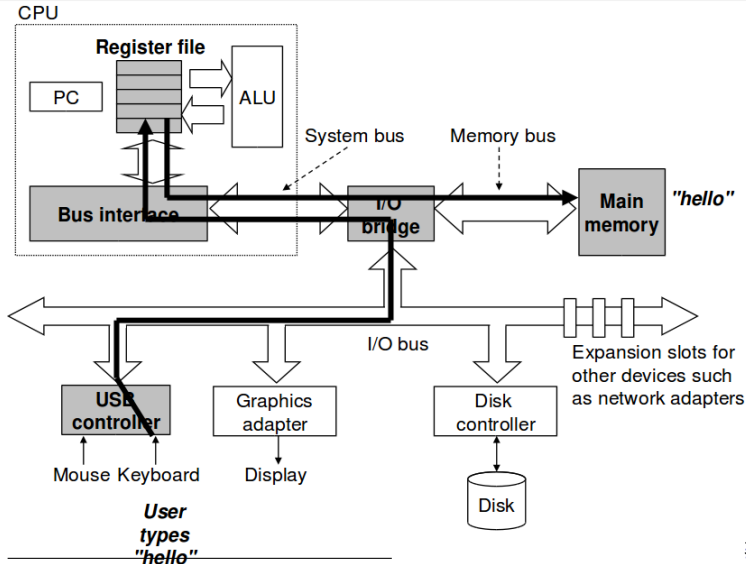 CPU
Register file
PC
ALU
System bus
Memory bus
Bus interface
I/O
bridge
Main
memory
"hello"
I/O bus
Expansion slots for
other devices such
as network adapters
USB
controller
Graphics
adapter
Disk
controller
Mouse
Keyboard
Display
Disk
User
types
"hello"